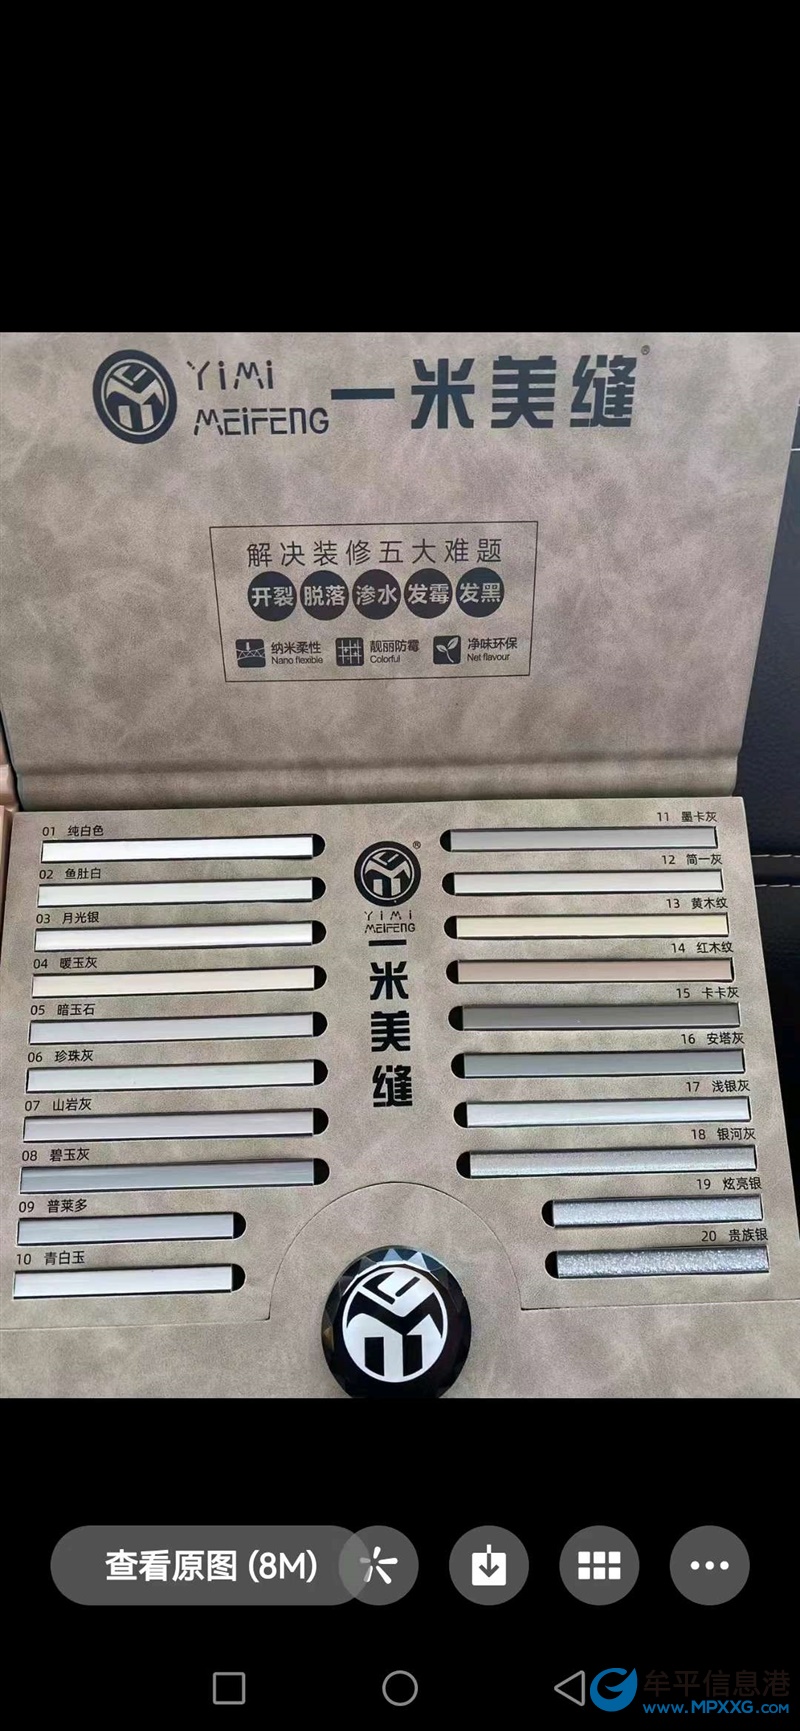 YiMi
MEiFENG
一米美缝®
解决装修五大难题
开裂 脱落 渗水 发霉 发黑
纳米柔性
Nano flexible
靓丽防霉
Colorful
净味环保
Net flavour
01 纯白色
02 鱼肚白
03 月光银
04 暖玉灰
05 暗玉石
06 珍珠灰
07 山岩灰
08 碧玉灰
09 普莱多
10 青白玉
®
YiMi
MEIFENG
一米美缝
11 墨卡灰
12 简一灰
13 黄木纹
14 红木纹
15 卡卡灰
16 安塔灰
17 浅银灰
18 银河灰
19 炫亮银
20 贵族银
查看原图 (8M)
牟平信息港
www.MPXXG.COM